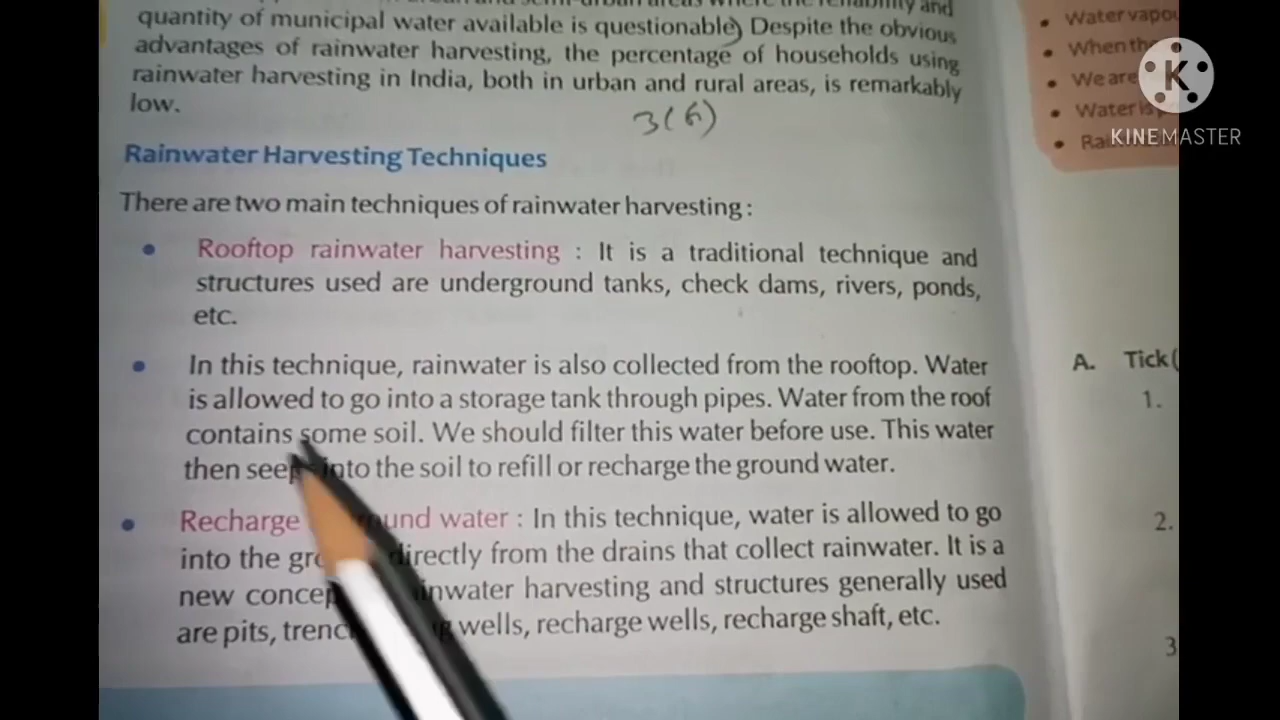 quantity of municipal water available is questionable) Despite the obvious
advantages of rainwater harvesting, the percentage of households using
rainwater harvesting in India, both in urban and rural areas, is remarkably
low.
3(6)
Rainwater Harvesting Techniques
There are two main techniques of rainwater harvesting :
• Rooftop rainwater harvesting : It is a traditional technique and
structures used are underground tanks, check dams, rivers, ponds,
etc.
• In this technique, rainwater is also collected from the rooftop. Water
is allowed to go into a storage tank through pipes. Water from the roof
contains some soil. We should filter this water before use. This water
then into the soil to refill or recharge the ground water.
• Recharge water : In this technique, water is allowed to go
into the directly from the drains that collect rainwater. It is a
new harvesting and structures generally used
are pits, wells, recharge wells, recharge shaft, etc.
• Water
• When
• We are
• Water
•
KINEMASTER
A. Tick (
1.
2.
3